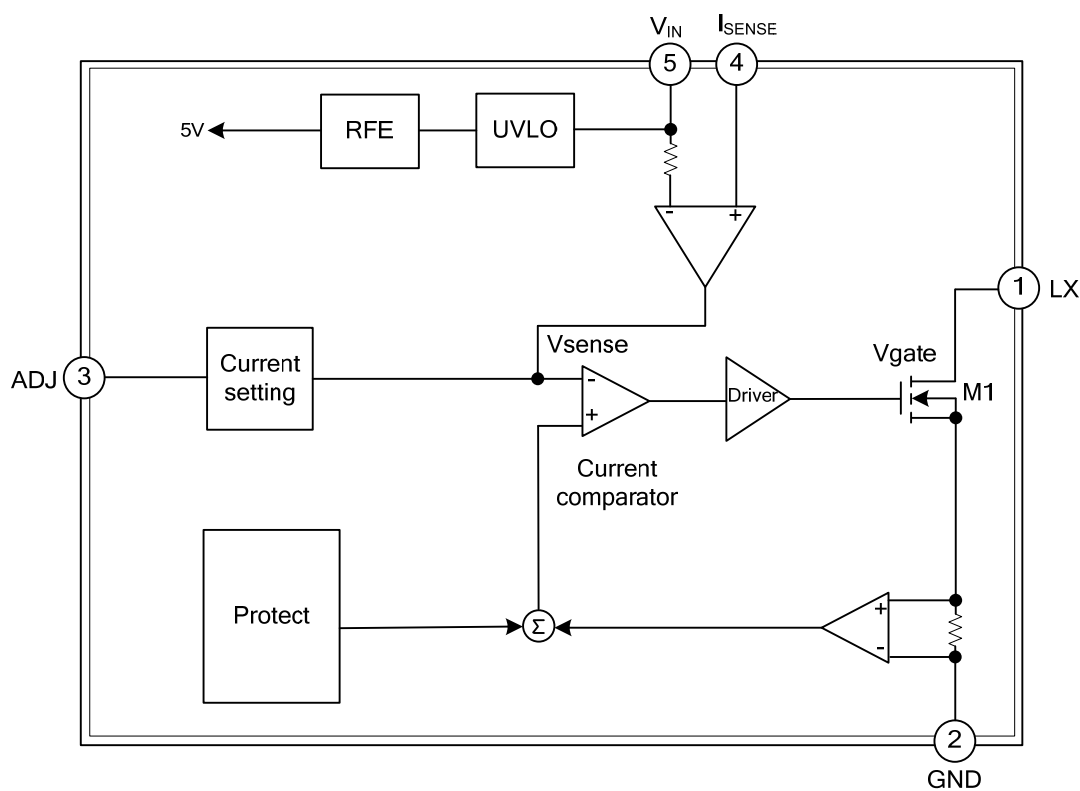 VIN
ISENSE
5
4
5V
RFE
UVLO
-
+
1
LX
ADJ
3
Current
setting
Vsense
-
+
Driver
Vgate
M1
Current
comparator
Protect
Σ
+
-
2
GND